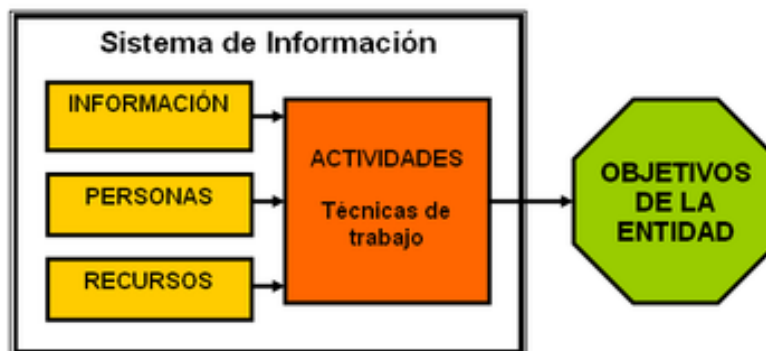 Sistema de Información
INFORMACIÓN
PERSONAS
RECURSOS
ACTIVIDADES
Técnicas de
trabajo
OBJETIVOS
DE LA
ENTIDAD